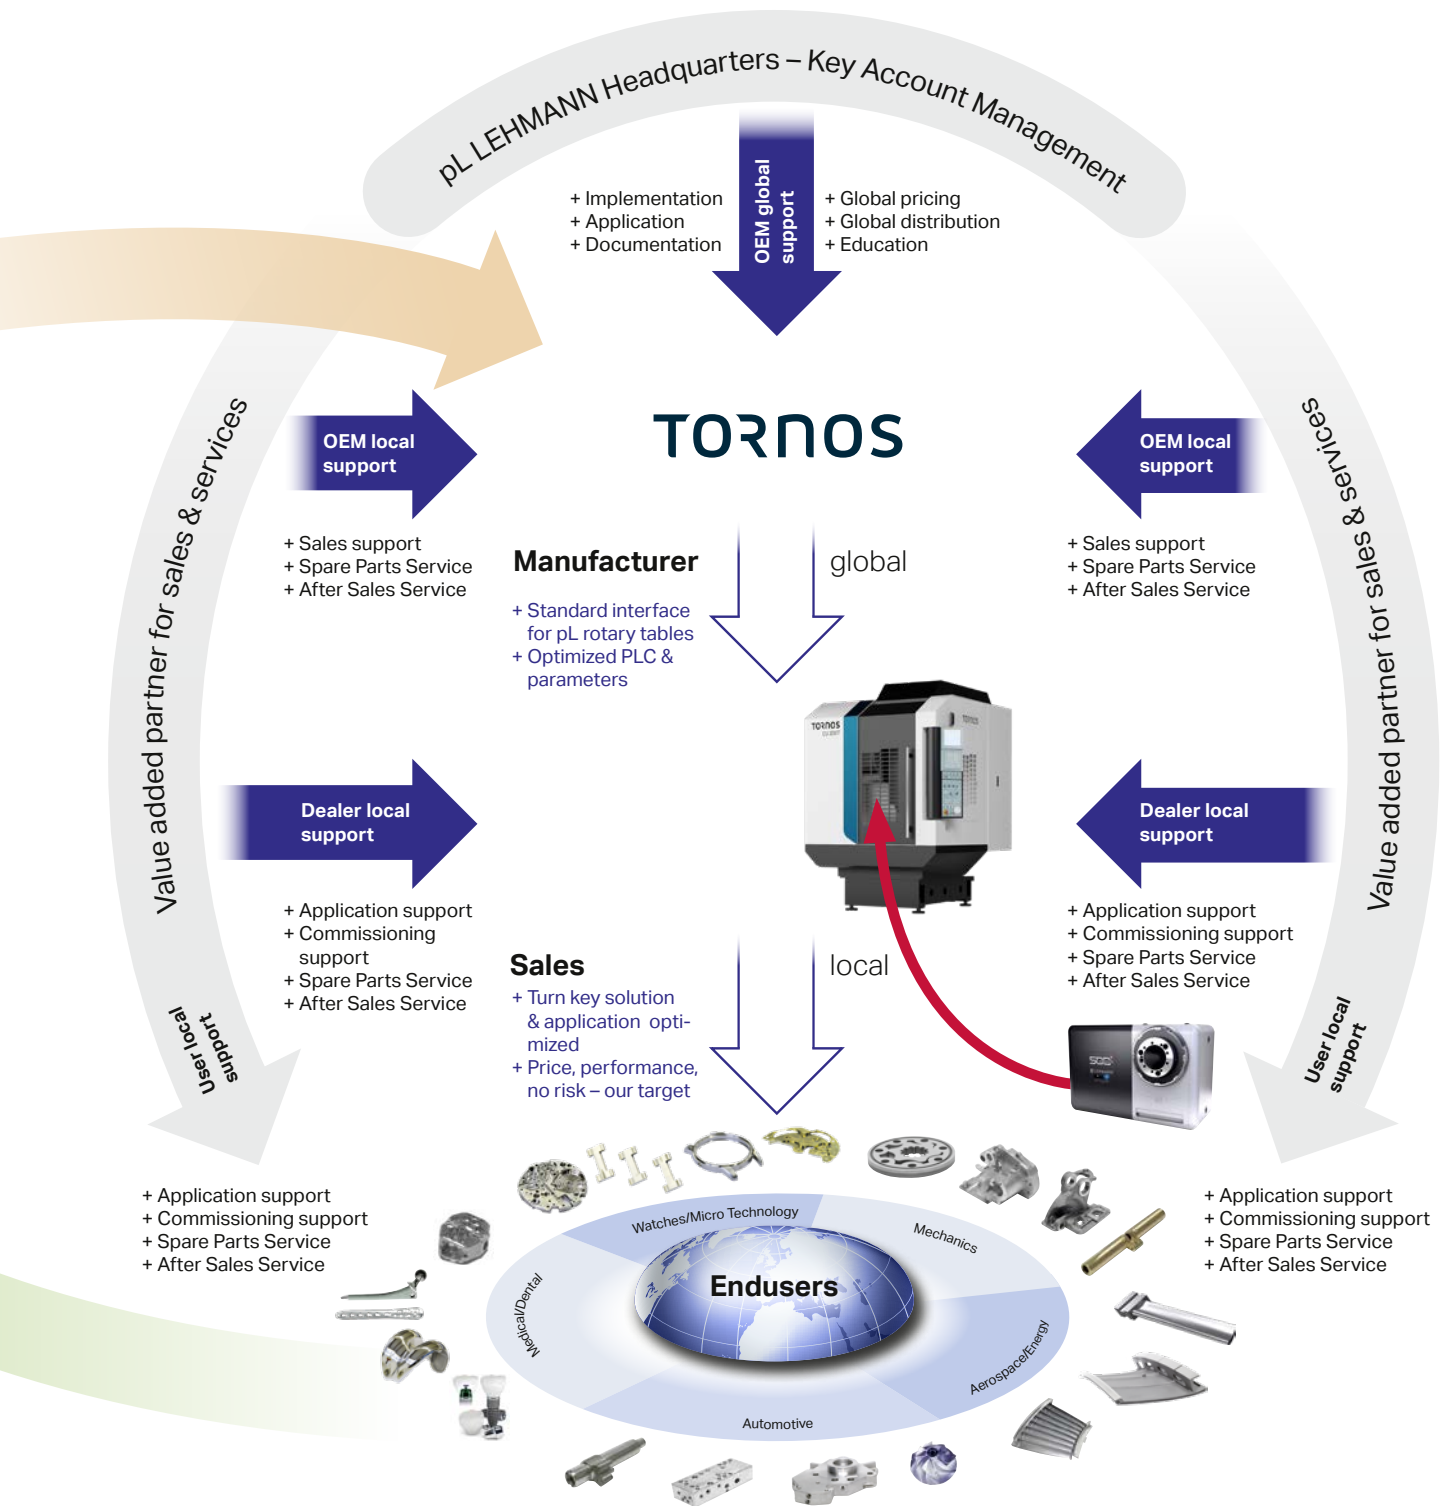 pL LEHMANN Headquarters – Key Account Management
OEM global
support
+ Implementation
+ Application
+ Documentation
+ Global pricing
+ Global distribution
+ Education
TORNOS
Value added partner for sales & services
Value added partner for sales & services
OEM local
support
+ Sales support
+ Spare Parts Service
+ After Sales Service
OEM local
support
+ Sales support
+ Spare Parts Service
+ After Sales Service
Manufacturer
global
+ Standard interface
for pL rotary tables
+ Optimized PLC &
parameters
TORNOS
TORNOS
Dealer local
support
+ Application support
+ Commissioning
support
+ Spare Parts Service
+ After Sales Service
Dealer local
support
+ Application support
+ Commissioning support
+ Spare Parts Service
+ After Sales Service
Sales
local
+ Turn key solution
& application opti-
mized
+ Price, performance,
no risk – our target
User local
support
User local
support
+ Application support
+ Commissioning support
+ Spare Parts Service
+ After Sales Service
+ Application support
+ Commissioning support
+ Spare Parts Service
+ After Sales Service
Watches/Micro Technology
Mechanics
Medical/Dental
Endusers
Aerospace/Energy
Automotive